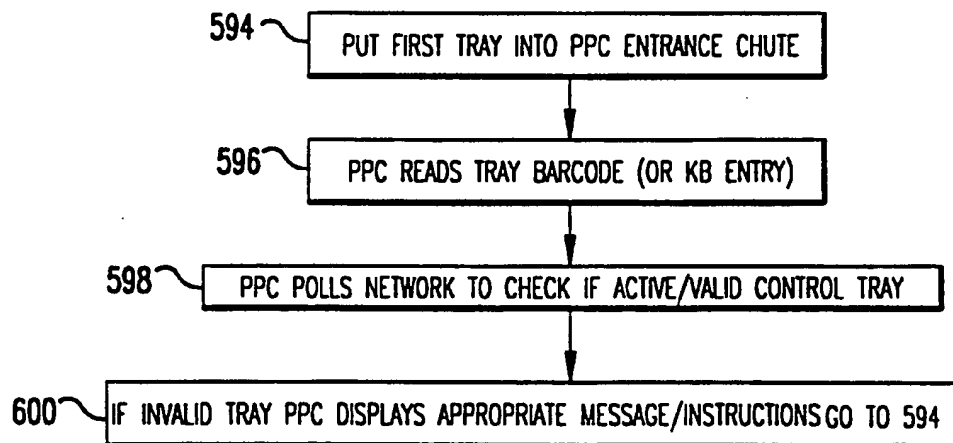 594
PUT FIRST TRAY INTO PPC ENTRANCE CHUTE
596
PPC READS TRAY BARCODE (OR KB ENTRY)
598
PPC POLLS NETWORK TO CHECK IF ACTIVE/VALID CONTROL TRAY
600
IF INVALID TRAY PPC DISPLAYS APPROPRIATE MESSAGE/INSTRUCTIONS GO TO 594